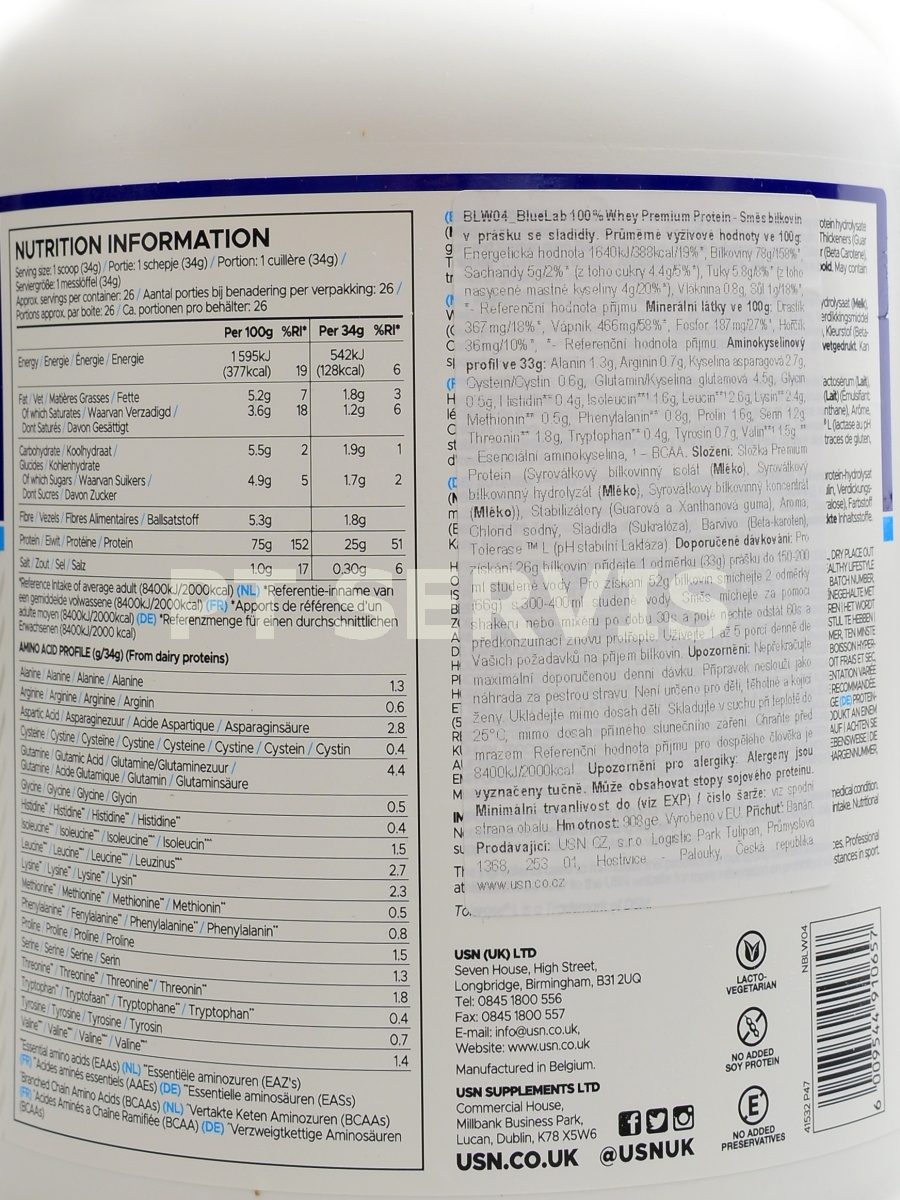 NUTRITION INFORMATION
Serving size: 1 scoop (34g) / Portie: 1 schepje (34g) / Portion: 1 cuillère (34g) /
Serviergröße: 1 messlöffel (34g)
Approx. servings per container: 26 / Aantal porties bij benadering per verpakking: 26 /
Portions approx. par boite: 26 / Ca. portionen pro behälter: 26
Per 100g %RI* Per 34g %RI*
Energy / Energie / Énergie / Energie 1 595kJ 542kJ
(377kcal) 19 (128kcal) 6
Fat / Vet / Matières Grasses / Fette 5.2g 7 1.8g 3
Of which Saturates / Waarvan Verzadigd / 3.6g 18 1.2g 6
Dont Saturés / Davon Gesättigt
Carbohydrate / Koolhydraat / 5.5g 2 1.9g 1
Glucides / Kohlenhydrate
Of which Sugars / Waarvan Suikers / 4.9g 5 1.7g 2
Dont Sucres / Davon Zucker
Fibre / Vezels / Fibres Alimentaires / Ballsatstoff 5.3g 1.8g
Protein / Eiwit / Protéine / Protein 75g 152 25g 51
Salt / Zout / Sel / Salz 1.0g 17 0,30g 6
*Reference Intake of average adult (8400kJ/2000kcal) (NL) *Referentie-inname van
een gemiddelde volwassene (8400kJ/2000kcal) (FR) *Apports de référence d'un
adulte moyen (8400kJ/2000kcal) (DE) *Referenzmenge für einen durchschnittlichen
Erwachsenen (8400kJ/2000 kcal)
AMINO ACID PROFILE (g/34g) (From dairy proteins)
Alanine / Alanine / Alanine / Alanine 1.3
Arginine / Arginine / Arginine / Arginin 0.6
Aspartic Acid / Asparaginezuur / Acide Aspartique / Asparaginsäure 2.8
Cysteine / Cystine / Cysteïne / Cystine / Cysteine / Cystine / Cystein / Cystin 0.4
Glutamine / Glutamic Acid / Glutamine/Glutaminezuur / 4.4
Glutamine / Acide Glutamique / Glutamin / Glutaminsäure
Glycine / Glycine / Glycine / Glycin 0.5
Histidine** / Histidine** / Histidine** / Histidine** 0.4
Isoleucine** / Isoleucine** / Isoleucine** / Isoleucin** 1.5
Leucine** / Leucine** / Leucine** / Leuzinus** 2.7
Lysine** / Lysine** / Lysine** / Lysin** 2.3
Methionine** / Methionine** / Methionine** / Methionin** 0.5
Phenylalanine** / Fenylalanine** / Phenylalanine** / Phenylalanin** 0.8
Proline / Proline / Proline / Proline 1.5
Serine / Serine / Serine / Serin 1.3
Threonine** / Threonine** / Threonine** / Threonin** 1.8
Tryptophan** / Tryptofaan** / Tryptophane** / Tryptophan** 0.4
Tyrosine / Tyrosine / Tyrosine / Tyrosin 0.7
Valine** / Valine** / Valine** / Valine** 1.4
**Essential amino acids (EAAs) (NL) **Essentiële aminozuren (EAZ's)
(FR) **Acides aminés essentiels (AAEs) (DE) **Essentielle aminosäuren (EASs)
Branched Chain Amino Acids (BCAAs) (NL) Vertakte Keten Aminozuren (BCAAs)
(FR) Acides Aminés a Chaîne Ramifiée (BCAA) (DE) Verzweigtkettige Aminosäuren
(BCAAs)
BLW04_BlueLab 100% Whey Premium Protein - Směs bílkovin
v prášku se sladidly. Průměrné výživové hodnoty ve 100g:
Energetická hodnota 1640kJ/388kcal/19%*, Bílkoviny 78g/158%*,
Sacharidy 5g/2%* (z toho cukry 4.4g/5%*), Tuky 5.8g/8%* (z toho
nasycené mastné kyseliny 4g/20%*), Vláknina 0.8g, Sůl 1g/18%*,
*- Referenční hodnota příjmu. Minerální látky ve 100g: Draslík
367mg/18%*, Vápník 466mg/58%*, Fosfor 187mg/27%*, Hořčík
36mg/10%*, *- Referenční hodnota příjmu. Aminokyselinový
profil ve 33g: Alanin 1.3g, Arginin 0.7g, Kyselina asparagová 2.7g,
Cystein/Cystin 0.6g, Glutamin/Kyselina glutamová 4.5g, Glycin
0.5g, Histidin** 0.4g, Isoleucin** 1.6g, Leucin** 2.6g, Lysin** 2.4g,
Methionin** 0.5g, Phenylalanin** 0.8g, Prolin 1.6g, Serin 1.2g
Threonin** 1.8g, Tryptophan** 0.4g, Tyrosin 0.7g, Valin** 1.5g **
- Esenciální aminokyselina, 1 - BCAA. Složení: Složka Premium
Protein (Syrovátkový bílkovinný izolát (Mléko), Syrovátkový
bílkovinný hydrolyzát (Mléko), Syrovátkový bílkovinný koncentrát
(Mléko)), Stabilizátory (Guarová a Xanthanová guma), Aroma,
Chlorid sodný, Sladidla (Sukralóza), Barvivo (Beta-karoten),
Tolerase ™ L (pH stabilní Laktáza). Doporučené dávkování: Pro
získání 26g bílkovin přidejte 1 odměrku (33g) prášku do 150-200
ml studené vody. Pro získání 52g bílkovin smíchejte 2 odměrky
(66g) s 300-400ml studené vody. Směs míchejte za pomoci
shakeru nebo mixéru po dobu 30s a poté nechte odstát 60s a
před konzumací znovu protřepte. Užívejte 1 až 5 porcí denně dle
Vašich požadavků na příjem bílkovin. Upozornění: Nepřekračujte
maximální doporučenou denní dávku. Přípravek neslouží jako
náhrada za pestrou stravu. Není určeno pro děti, těhotné a kojící
ženy. Ukládejte mimo dosah dětí. Skladujte v suchu při teplotě do
25°C, mimo dosah přímého slunečního záření. Chraňte před
mrazem. Referenční hodnota příjmu pro dospělého člověka je
8400kJ/2000kcal. Upozornění pro alergiky: Alergeny jsou
vyznačeny tučně. Může obsahovat stopy sojového proteinu.
Minimální trvanlivost do (viz EXP) / číslo šarže: viz spodní
strana obalu. Hmotnost: 908g e. Vyrobeno v EU. Příchuť: Banán.
Prodávající: USN CZ, s.r.o. Logistic Park Tulipan, Průmyslová
1368, 253 01, Hostivice - Palouky, Česká republika.
www.usn.co.cz
USN (UK) LTD
Seven House, High Street,
Longbridge, Birmingham, B31 2UQ
Tel: 0845 1800 556
Fax: 0845 1800 557
E-mail: info@usn.co.uk,
Website: www.usn.co.uk
Manufactured in Belgium.
USN SUPPLEMENTS LTD
Commercial House,
Millbank Business Park,
Lucan, Dublin, K78 X5W6
USN.CO.UK @USNUK
LACTO-
VEGETARIAN
NO ADDED
SOY PROTEIN
NO ADDED
PRESERVATIVES
NBLW04
41532 P47
6 009544 910657
PT SERVIS